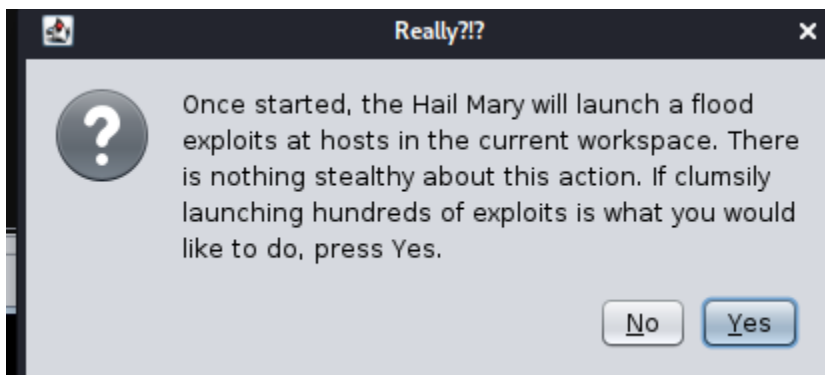 Really?!?
Once started, the Hail Mary will launch a flood
exploits at hosts in the current workspace. There
is nothing stealthy about this action. If clumsily
launching hundreds of exploits is what you would
like to do, press Yes.
No Yes